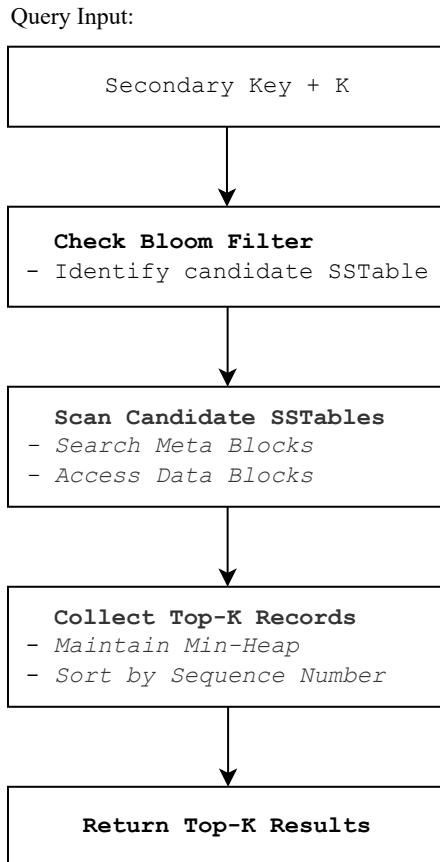 Query Input:
Secondary Key + K
Check Bloom Filter
- Identify candidate SSTable
Scan Candidate SSTables
- Search Meta Blocks
- Access Data Blocks
Collect Top-K Records
- Maintain Min-Heap
- Sort by Sequence Number
Return Top-K Results